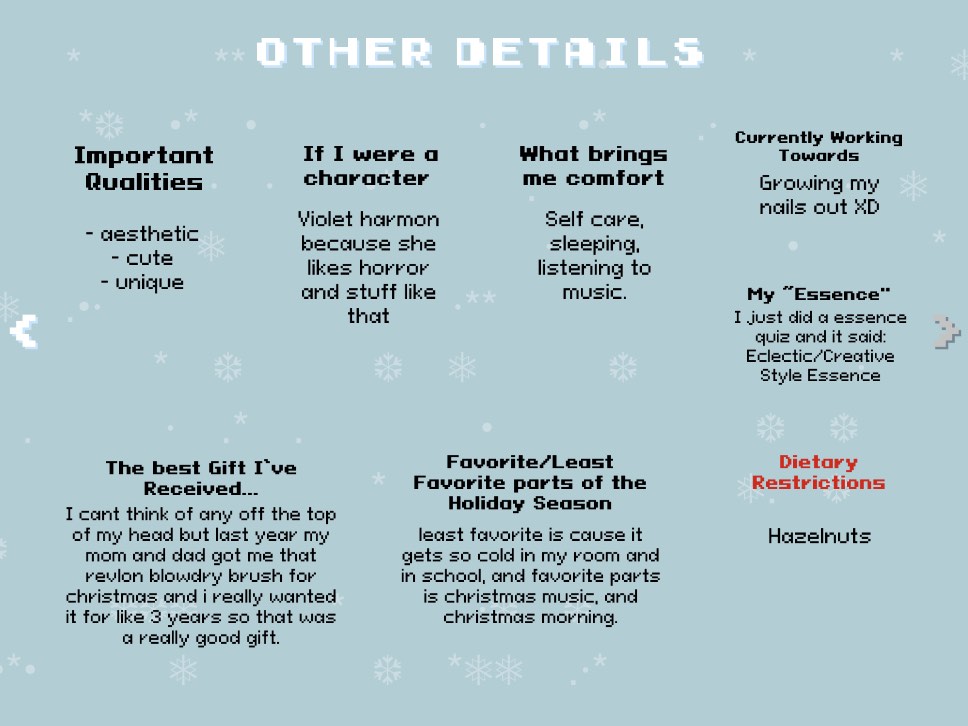 OTHER DETAILS
Important
Qualities
- aesthetic
- cute
- unique
If I were a
character
Violet harmon
because she
likes horror
and stuff like
that
What brings
me comfort
Self care,
sleeping,
listening to
music.
Currently Working
Towards
Growing my
nails out XD
My "Essence"
I just did a essence
quiz and it said:
Eclectic/Creative
Style Essence
The best Gift I've
Received...
I cant think of any off the top
of my head but last year my
mom and dad got me that
revlon blowdry brush for
christmas and i really wanted
it for like 3 years so that was
a really good gift.
Favorite/Least
Favorite parts of the
Holiday Season
least favorite is cause it
gets so cold in my room and
in school, and favorite parts
is christmas music, and
christmas morning.
Dietary
Restrictions
Hazelnuts